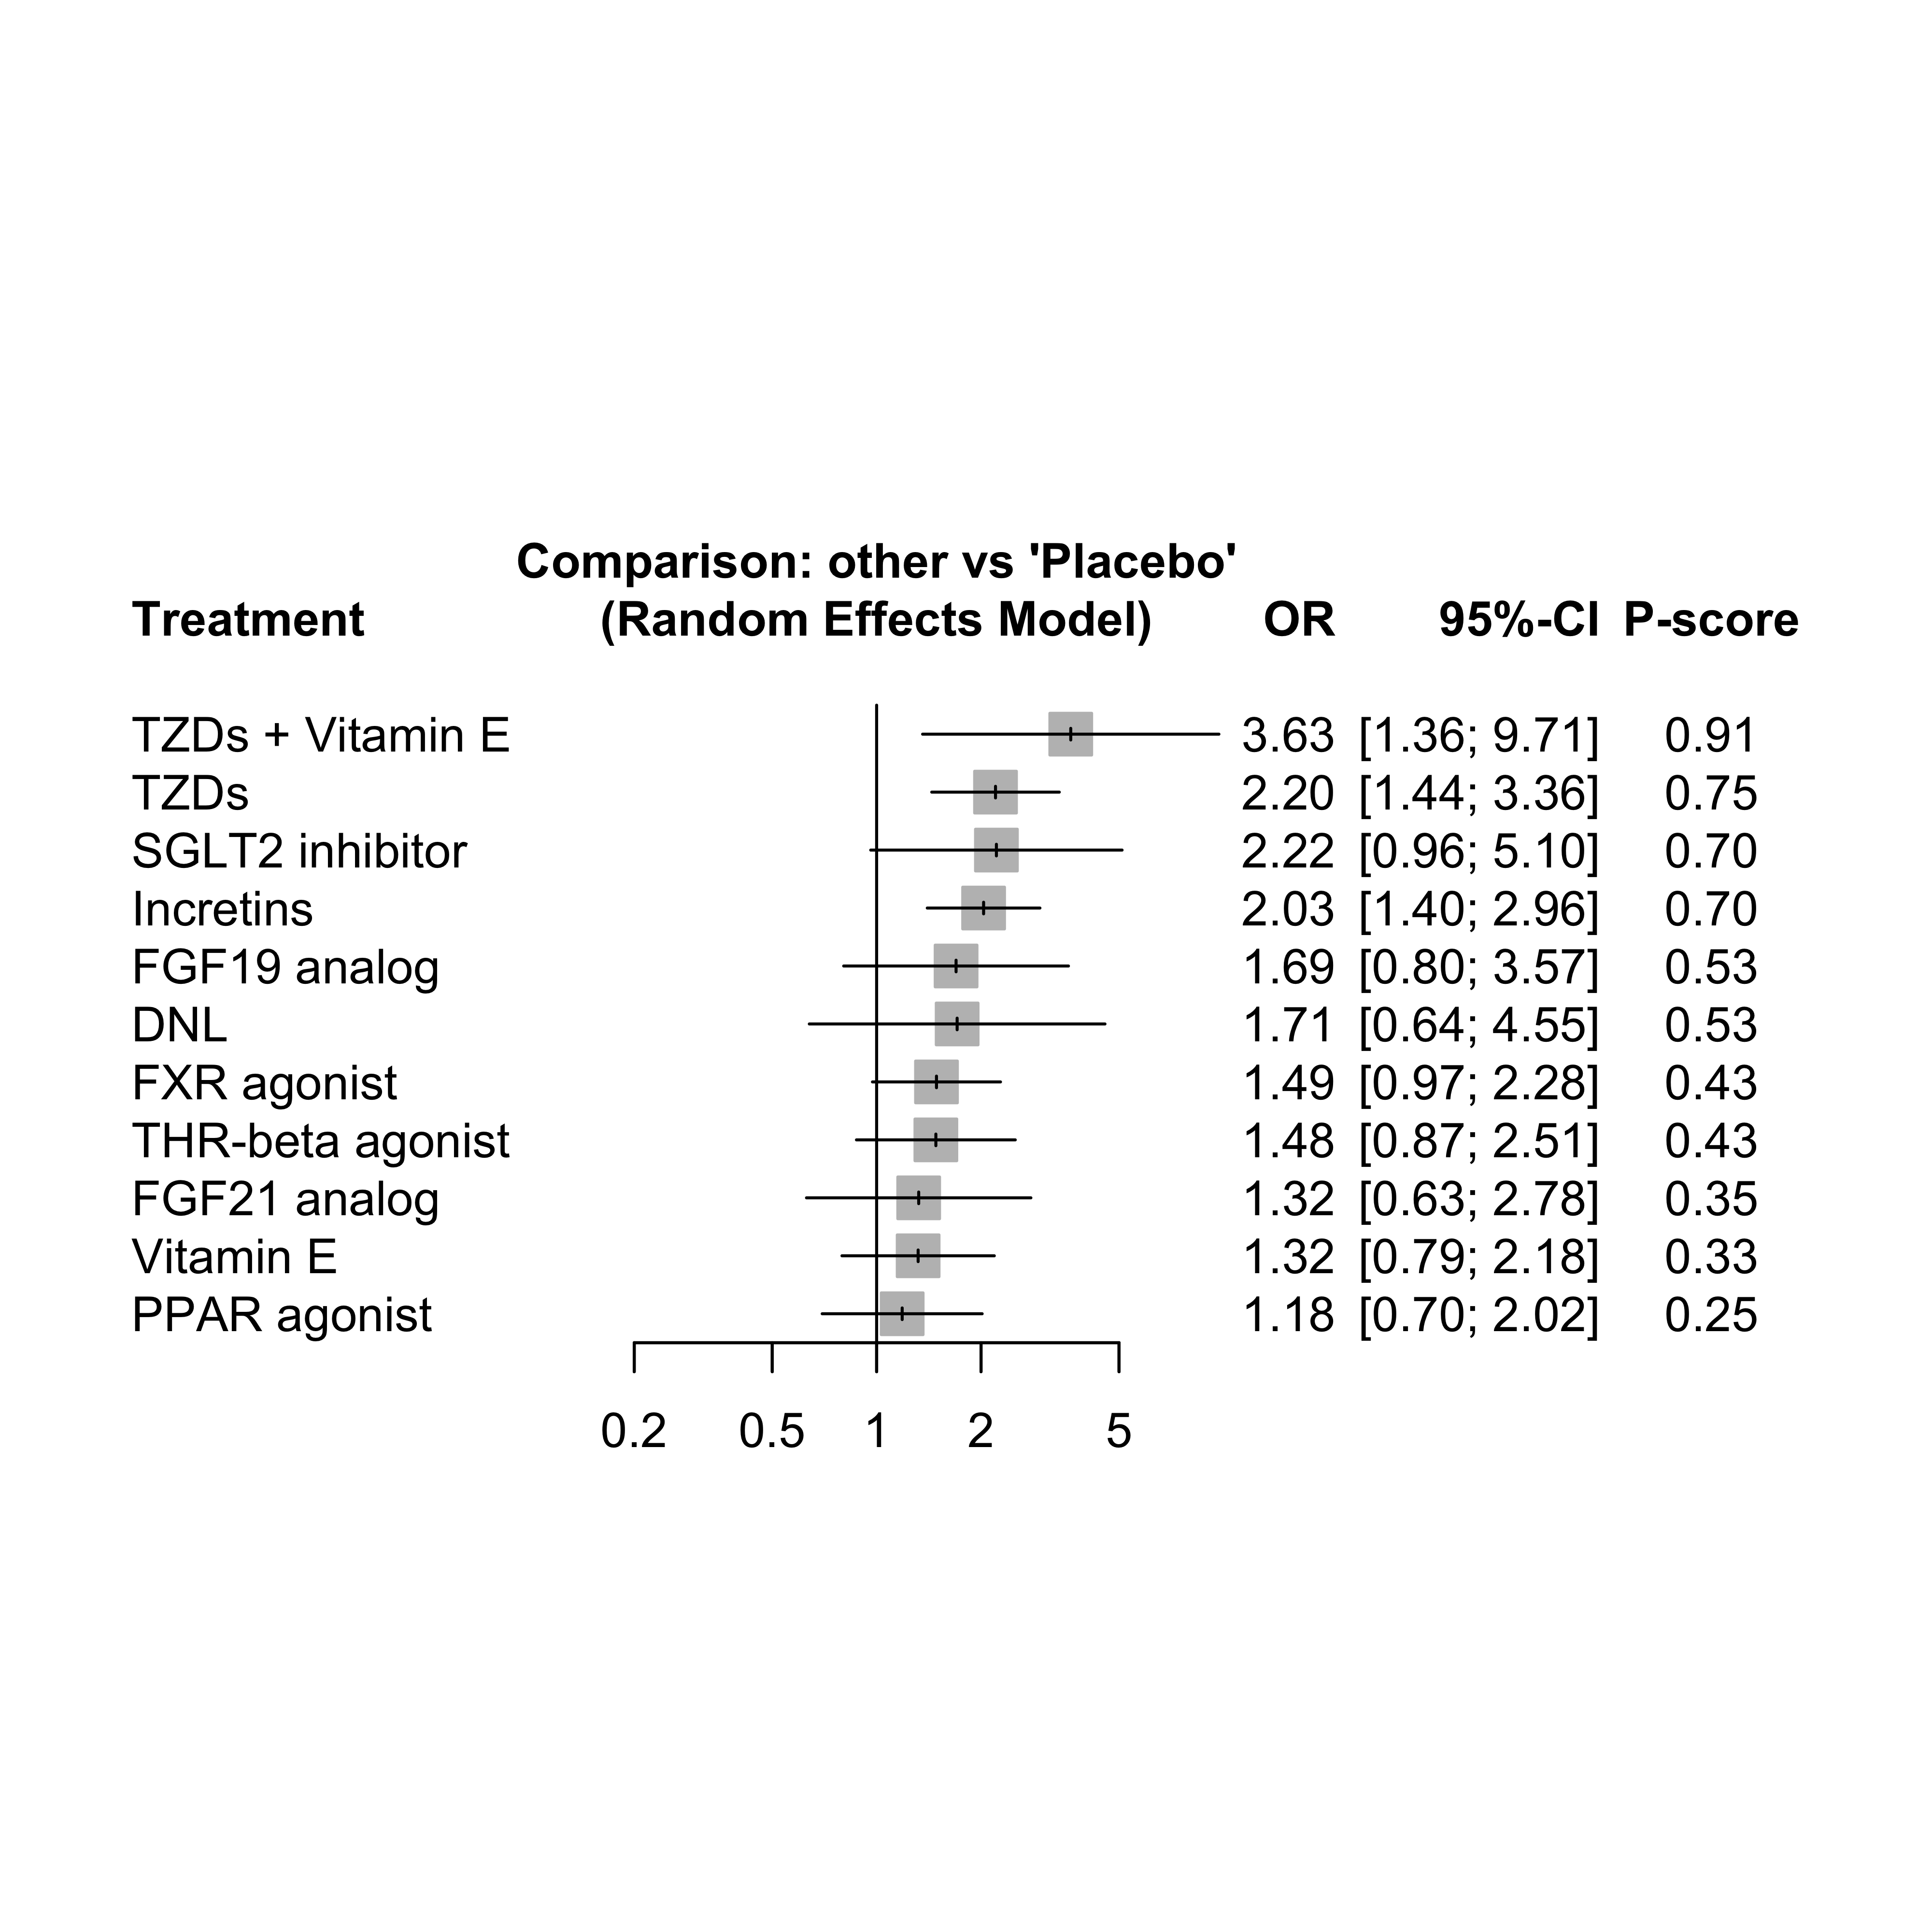 Comparison: other vs 'Placebo'
Treatment (Random Effects Model) OR 95%-CI P-score
TZDs + Vitamin E 3.63 [1.36; 9.71] 0.91
TZDs 2.20 [1.44; 3.36] 0.75
SGLT2 inhibitor 2.22 [0.96; 5.10] 0.70
Incretins 2.03 [1.40; 2.96] 0.70
FGF19 analog 1.69 [0.80; 3.57] 0.53
DNL 1.71 [0.64; 4.55] 0.53
FXR agonist 1.49 [0.97; 2.28] 0.43
THR-beta agonist 1.48 [0.87; 2.51] 0.43
FGF21 analog 1.32 [0.63; 2.78] 0.35
Vitamin E 1.32 [0.79; 2.18] 0.33
PPAR agonist 1.18 [0.70; 2.02] 0.25
0.2 0.5 1 2 5